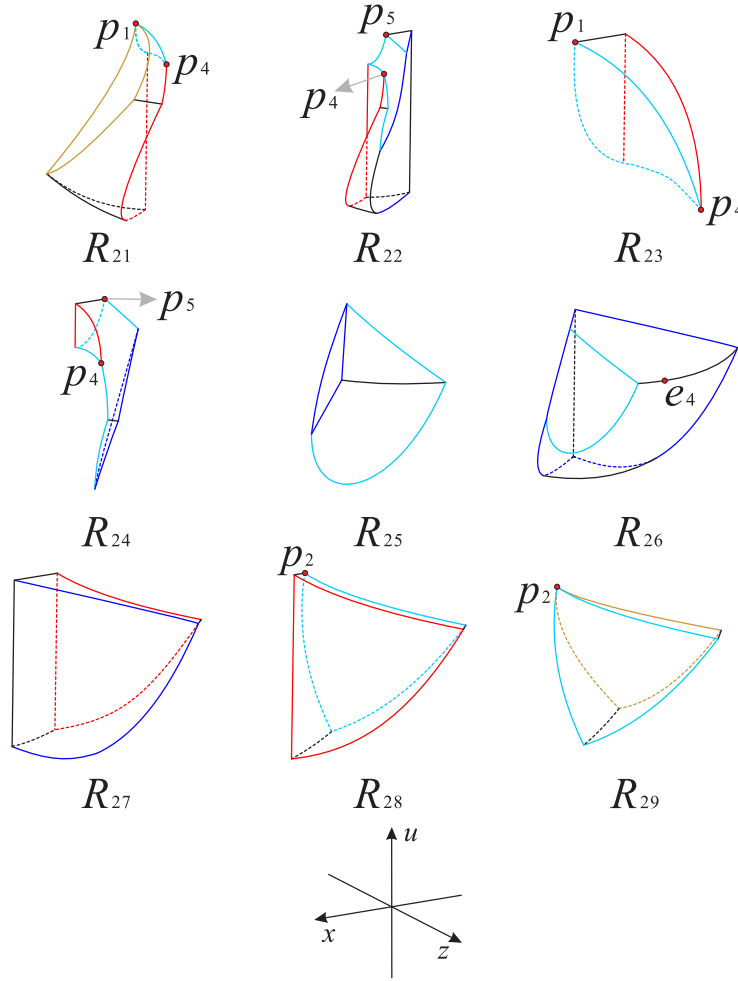 p₁ p₄ p₅ p₄ p₁ p₄
R₂₁ R₂₂ R₂₃
p₅ p₄ e₄
R₂₄ R₂₅ R₂₆
p₂ p₂
R₂₇ R₂₈ R₂₉
u
x z